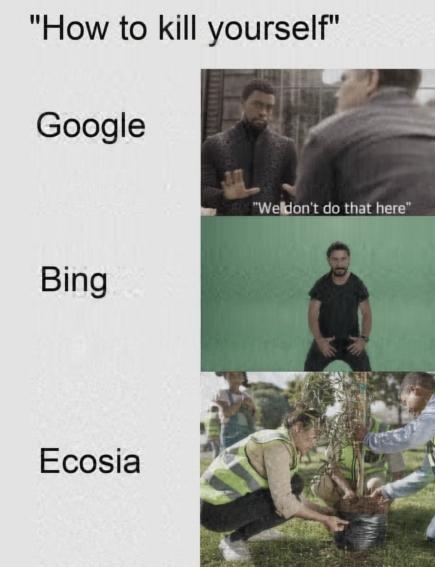 "How to kill yourself"
Google
"We don't do that here"
Bing
Ecosia